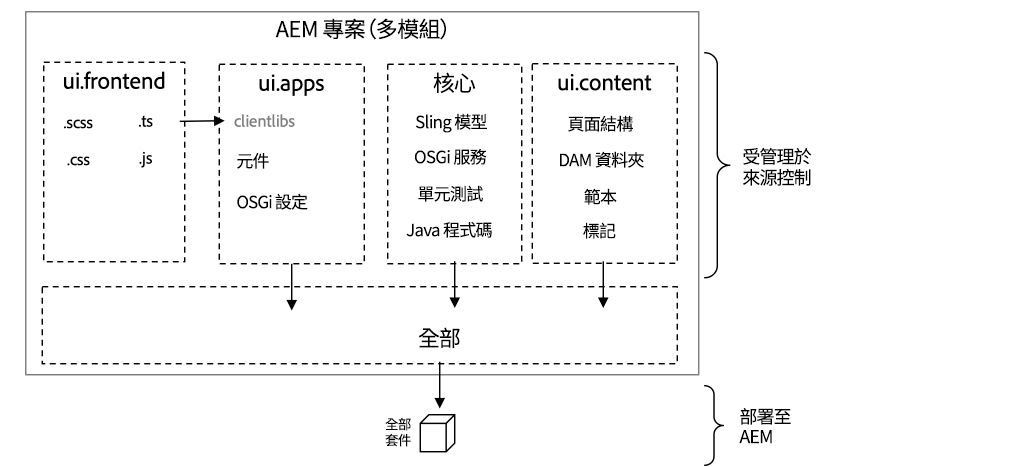 AEM 專案（多模組）
ui.frontend
.scss
.ts
.css
.js
ui.apps
clientlibs
元件
OSGi 設定
核心
Sling 模型
OSGi 服務
單元測試
Java 程式碼
ui.content
頁面結構
DAM 資料夾
範本
標記
受管理於
來源控制
全部
全部
套件
部署至
AEM